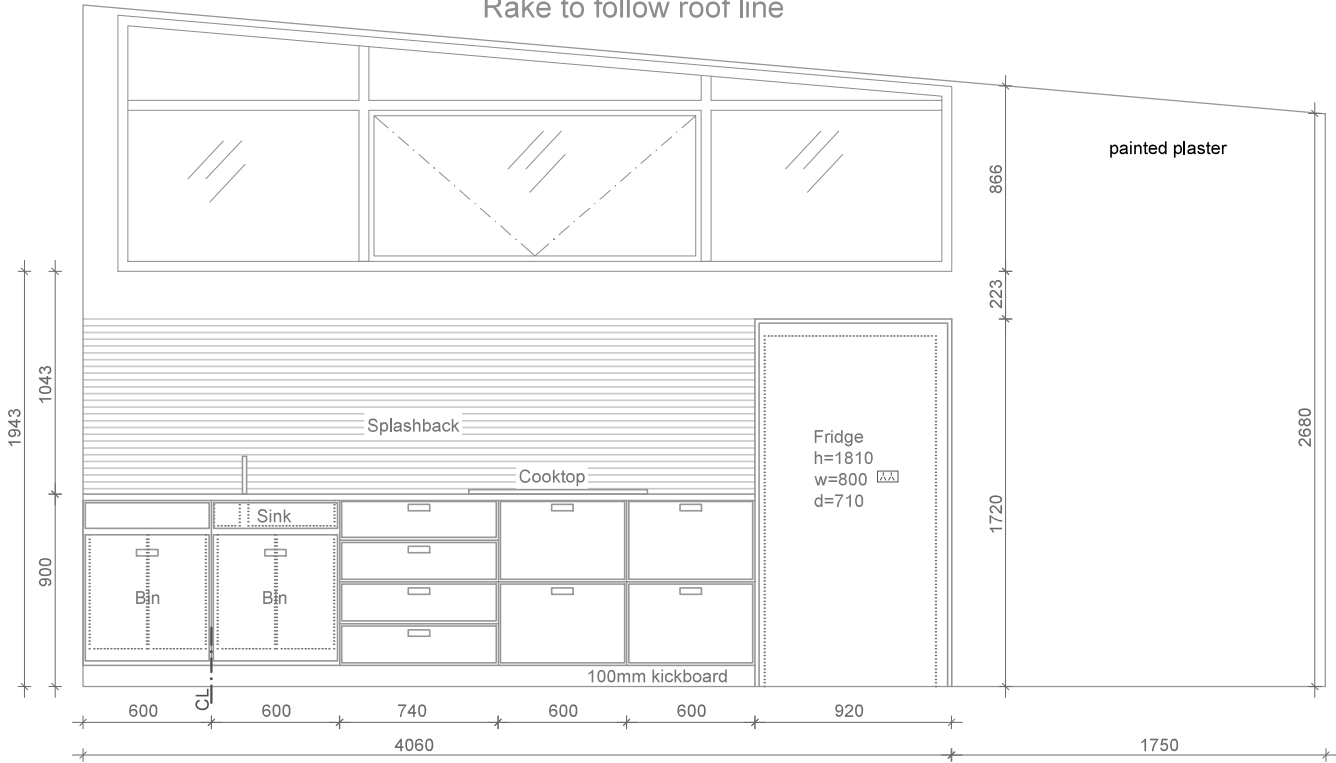 Rake to follow roof line
painted plaster
866
223
1043
1943
2680
Splashback
Fridge
h=1810
w=800
d=710
Cooktop
Sink
1720
900
Bin
Bin
100mm kickboard
CL
600
600
740
600
600
920
4060
1750